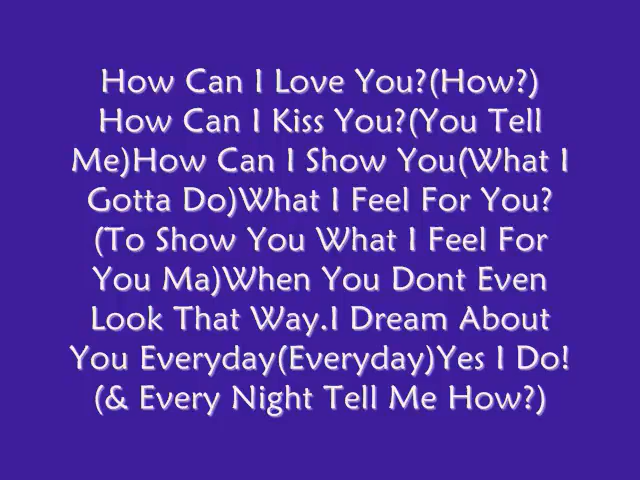 How Can I Love You?(How?)
How Can I Kiss You?(You Tell
Me)How Can I Show You(What I
Gotta Do)What I Feel For You?
(To Show You What I Feel For
You Ma)When You Dont Even
Look That Way.I Dream About
You Everyday(Everyday)Yes I Do!
(& Every Night Tell Me How?)